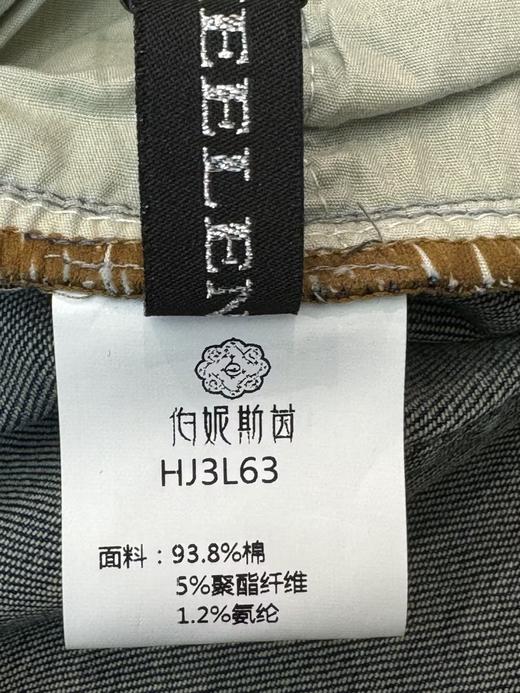 EELEN
伯妮斯茵
HJ3L63
面料：93.8%棉
5%聚酯纤维
1.2%氨纶